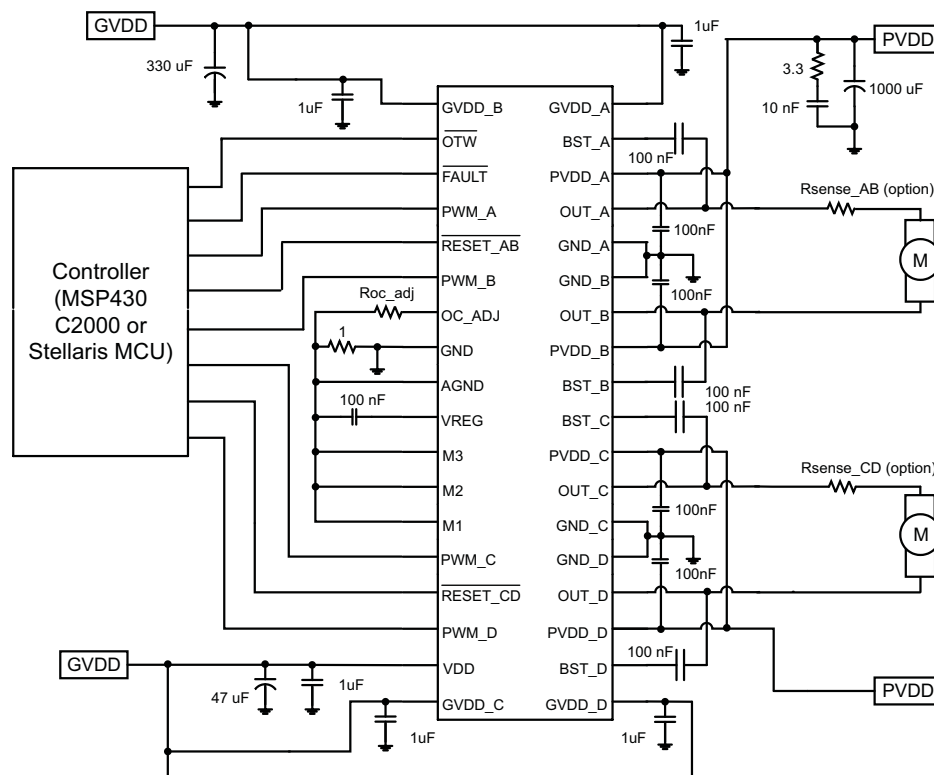 GVDD
330 uF
1uF
1uF
PVDD
3.3
10 nF
1000 uF
GVDD_B
GVDD_A
OTW
BST_A
100 nF
FAULT
PVDD_A
PWM_A
OUT_A
Rsense_AB (option)
100nF
RESET_AB
GND_A
PWM_B
GND_B
100nF
M
Controller
(MSP430
C2000 or
Stellaris MCU)
Roc_adj
OC_ADJ
OUT_B
1
GND
PVDD_B
AGND
BST_B
100 nF
100 nF
100 nF
VREG
BST_C
M3
PVDD_C
Rsense_CD (option)
M2
OUT_C
100nF
M1
GND_C
M
PWM_C
GND_D
100nF
RESET_CD
OUT_D
PWM_D
PVDD_D
100 nF
GVDD
VDD
BST_D
47 uF
1uF
PVDD
GVDD_C
GVDD_D
1uF
1uF